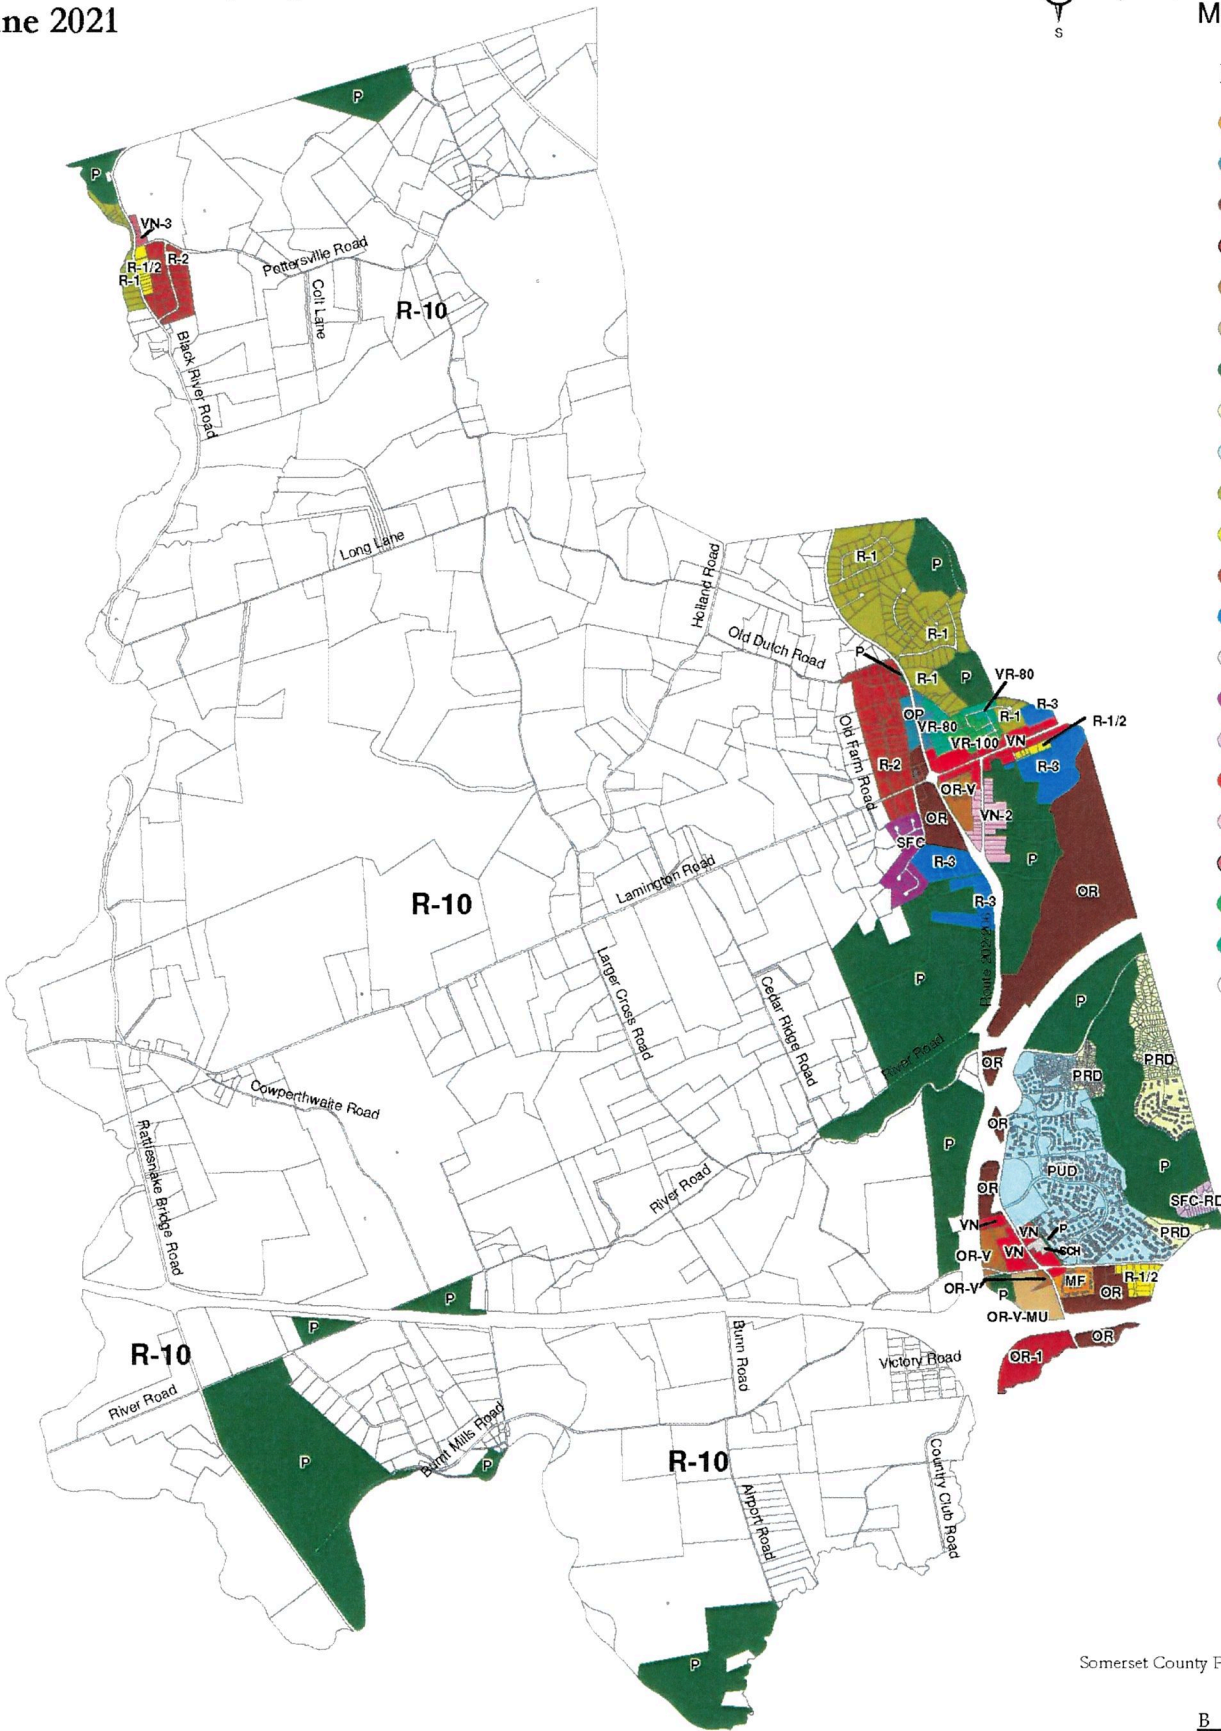 ne 2021
S
M
P
P
VN-3
R-2
R-1/2
R-1
Pottersville Road
Colt Lane
R-10
Black River Road
Long Lane
Holland Road
R-1
P
R-1
Old Dutch Road
P
R-1
P
VR-80
R-3
R-1
R-1/2
OP
VR-80
VR-100
VN
Old Farm Road
R-2
R-3
OR-V
OR
VN-2
SFC
R-3
P
Lamington Road
OR
R-10
R-3
Route 202-206
Larger Cross Road
P
Cedar Ridge Road
P
River Road
OR
PRD
PRD
Cowperthwaite Road
OR
Rattlesnake Bridge Road
P
PUD
P
River Road
OR
SFC-RD
VN
VN
P
PRD
OR-V
VN
SCH
OR-V
P
MF
OR
R-1/2
OR-V-MU
P
P
R-10
Bunn Road
Victory Road
OR-1
OR
River Road
Burnt Mills Road
P
P
R-10
Country Club Road
Airport Road
P
Somerset County
B